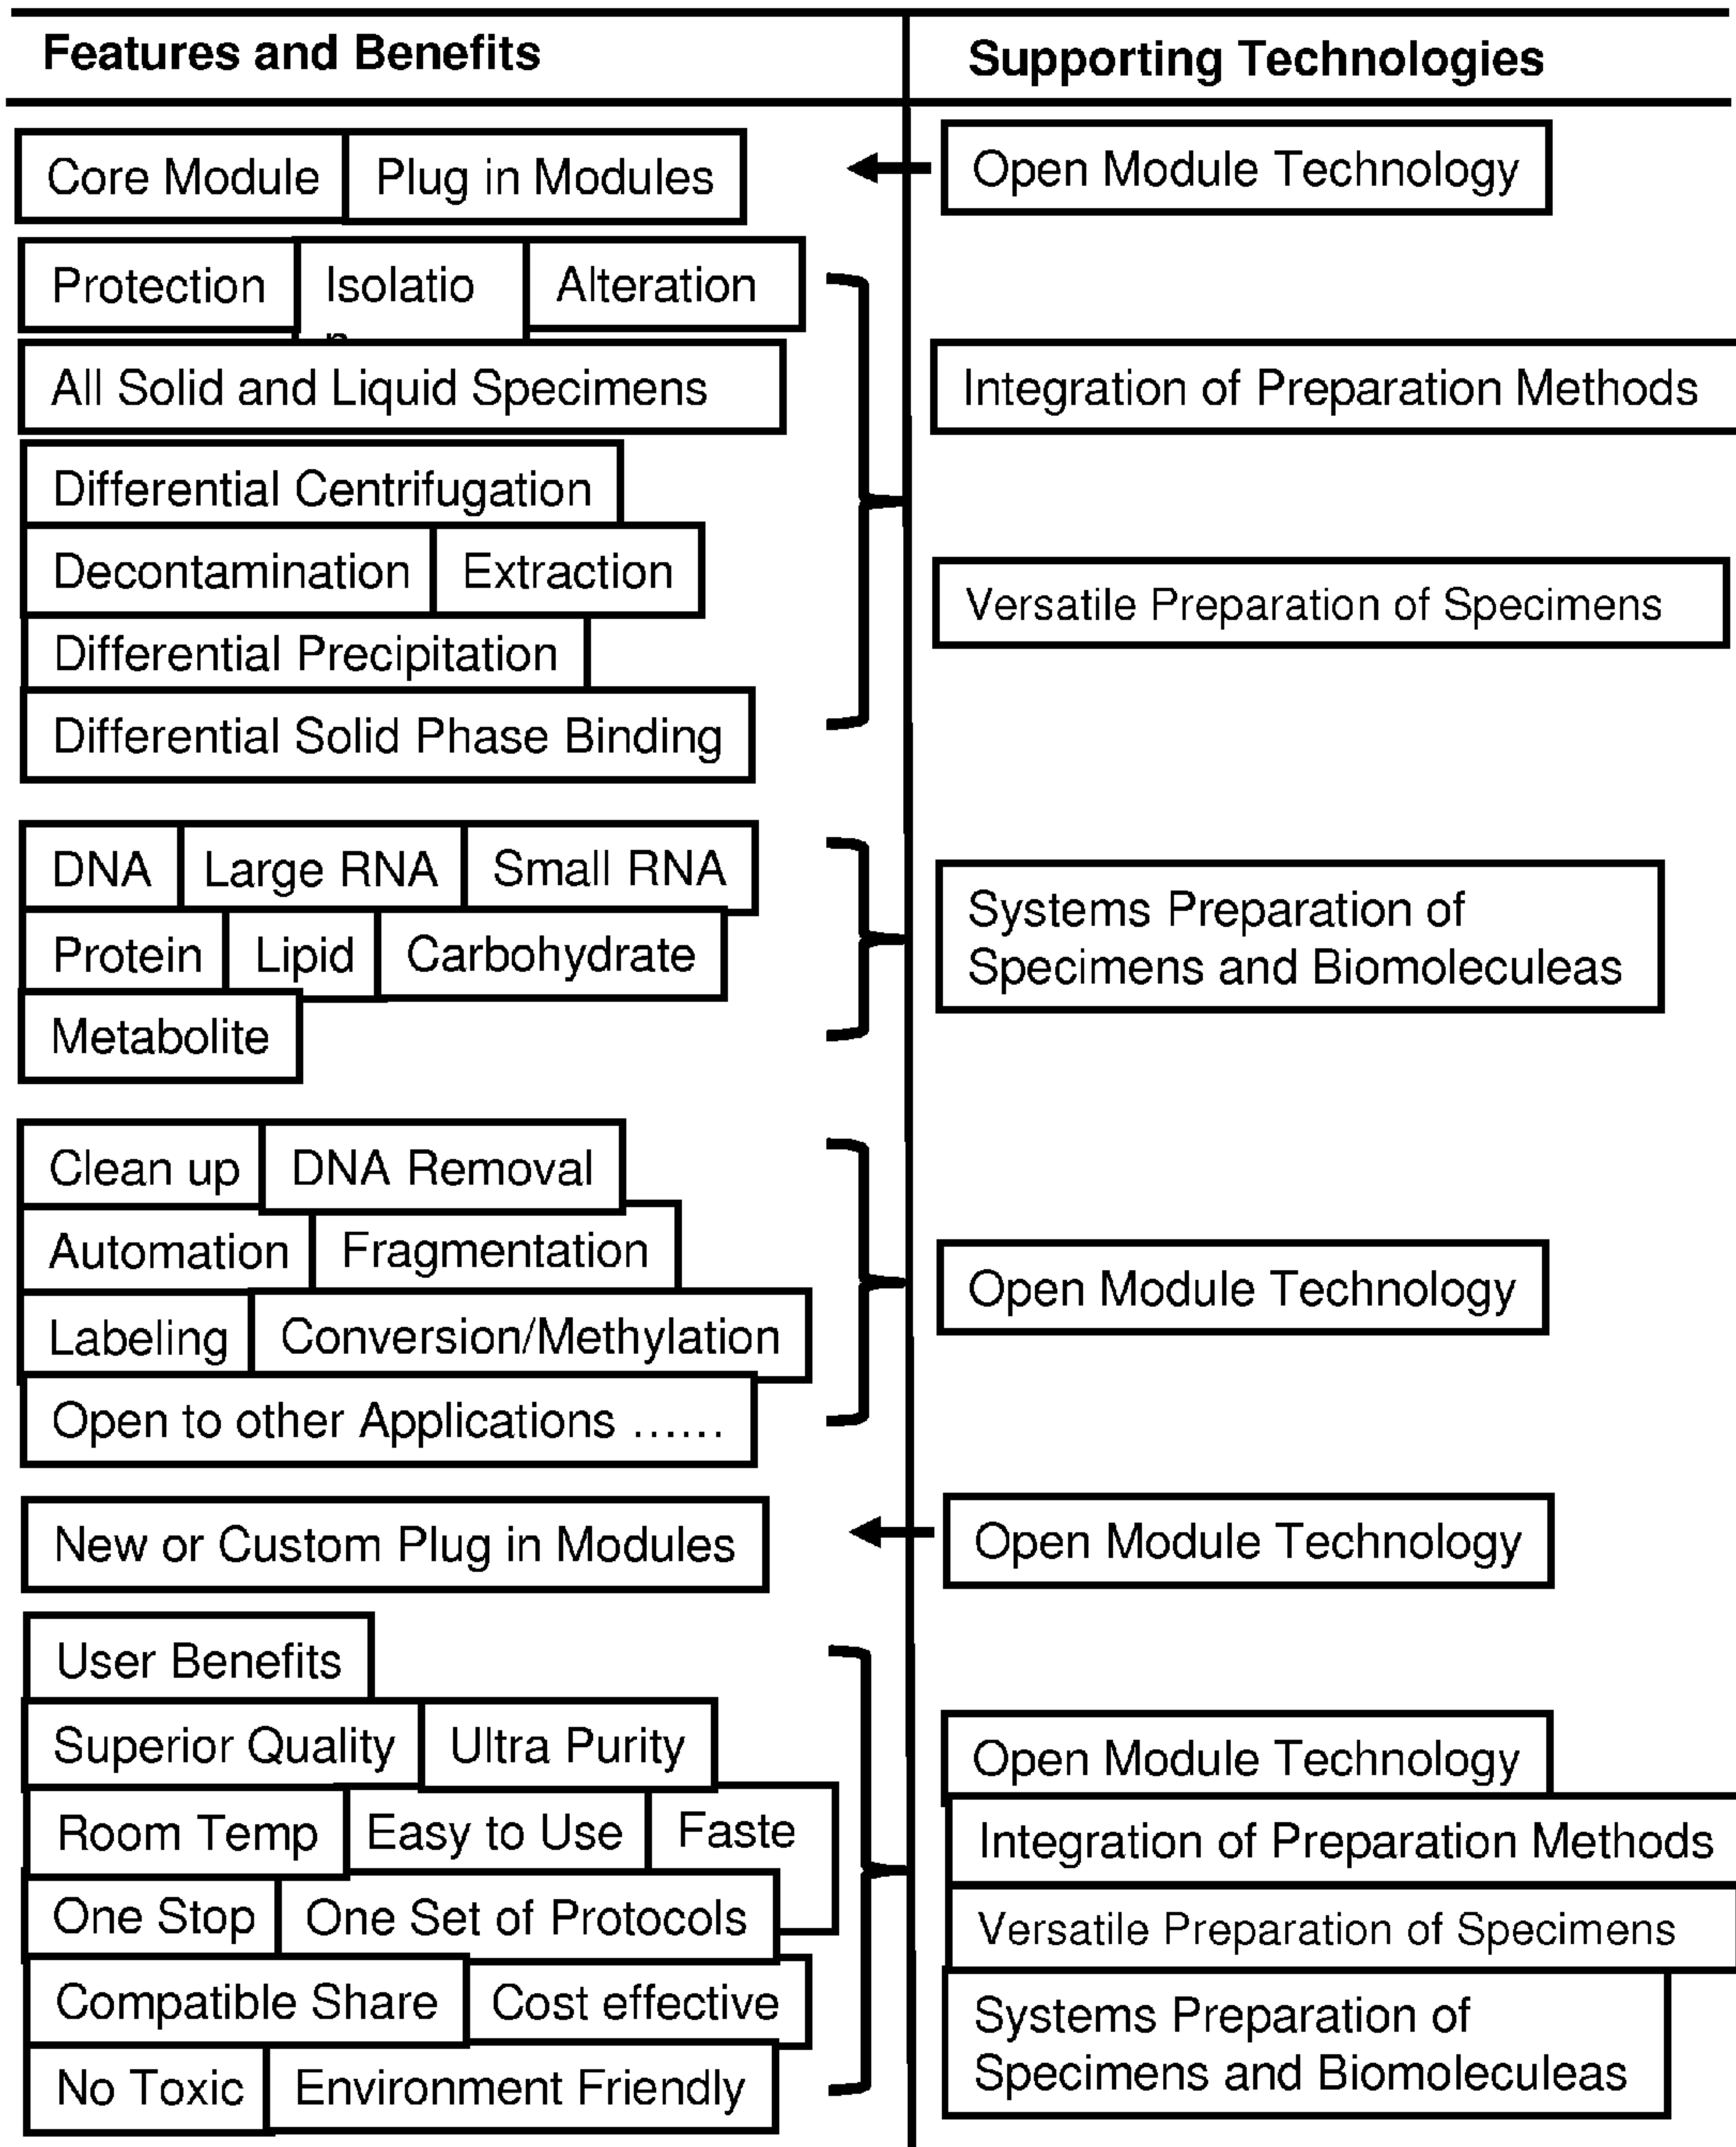 Features and Benefits
Supporting Technologies
Core Module Plug in Modules
Open Module Technology
Protection Isolatio Alteration
n
All Solid and Liquid Specimens
Integration of Preparation Methods
Differential Centrifugation
Decontamination Extraction
Versatile Preparation of Specimens
Differential Precipitation
Differential Solid Phase Binding
DNA Large RNA Small RNA
Protein Lipid Carbohydrate
Metabolite
Systems Preparation of
Specimens and Biomoleculeas
Clean up DNA Removal
Automation Fragmentation
Labeling Conversion/Methylation
Open to other Applications ......
Open Module Technology
New or Custom Plug in Modules
Open Module Technology
User Benefits
Superior Quality Ultra Purity
Room Temp Easy to Use Faste
One Stop One Set of Protocols
Compatible Share Cost effective
No Toxic Environment Friendly
Open Module Technology
Integration of Preparation Methods
Versatile Preparation of Specimens
Systems Preparation of
Specimens and Biomoleculeas